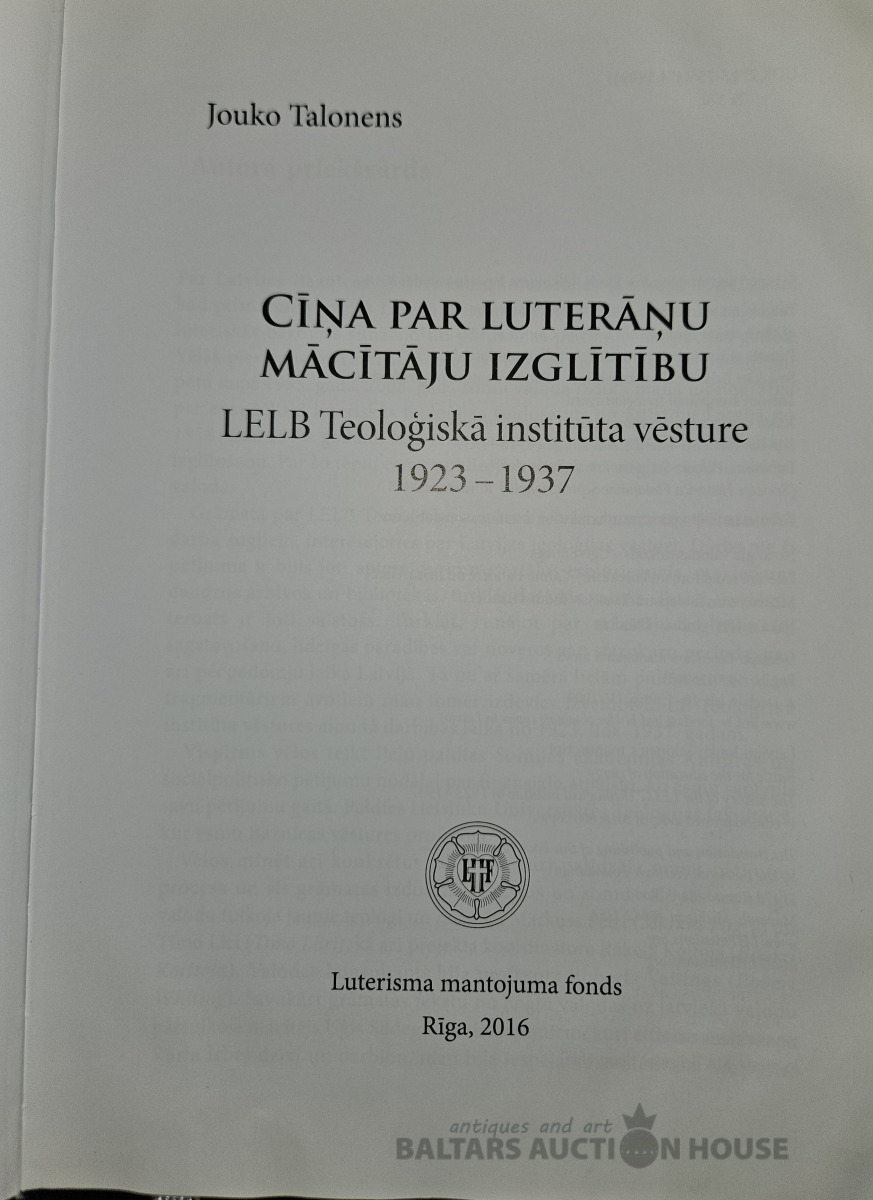 Jouko Talonens
CĪŅA PAR LUTERĀŅU
MĀCĪTĀJU IZGLĪTĪBU
LELB Teoloģiskā institūta vēsture
1923 – 1937
LHF
Luterisma mantojuma fonds
Rīga, 2016
antiques and art
BALTARS AUCTION HOUSE